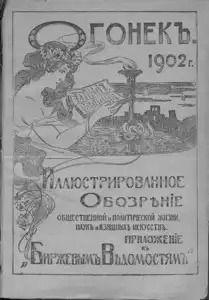 ОГОНЕКЪ.
1902 г.
ИЛЛЮСТРИРОВАННОЕ
ОБОЗРѢНІЕ
ОБЩЕСТВЕННОЙ и ПОЛИТИЧЕСКОЙ ЖИЗНИ,
НАУКЪ и ИЗЯЩНЫХЪ ИСКУССТВЪ.
ПРИЛОЖЕНІЕ
КЪ
„БИРЖЕВЫМЪ ВѢДОМОСТЯМЪ"